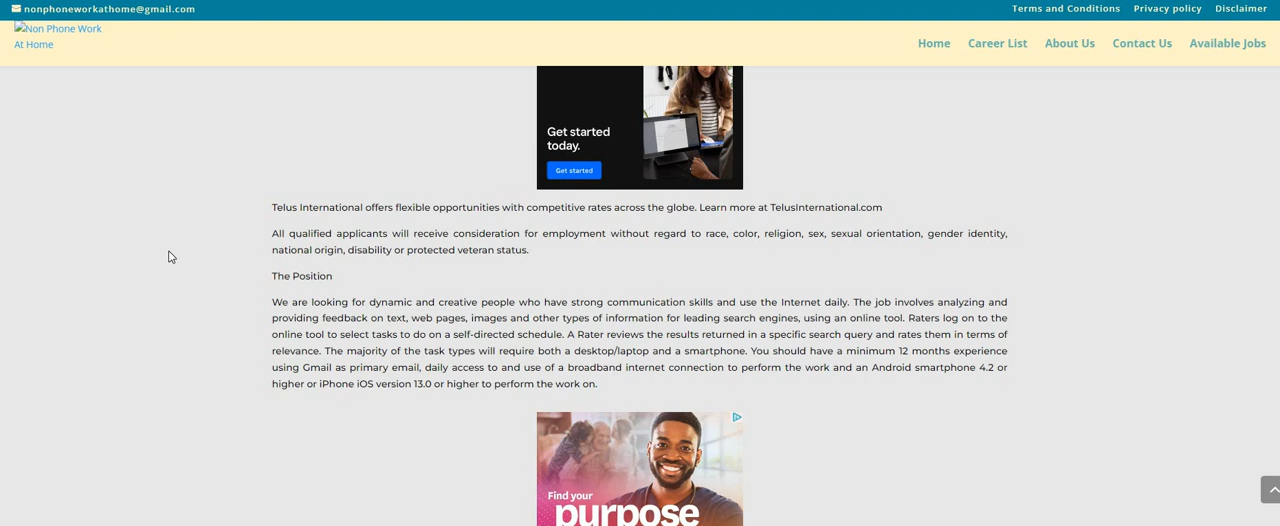 nonphoneworkathome@gmail.com
Terms and Conditions Privacy policy Disclaimer
Non Phone Work
At Home
Home Career List About Us Contact Us Available Jobs
Get started
today.
Get started
Telus International offers flexible opportunities with competitive rates across the globe. Learn more at TelusInternational.com
All qualified applicants will receive consideration for employment without regard to race, color, religion, sex, sexual orientation, gender identity,
national origin, disability or protected veteran status.
The Position
We are looking for dynamic and creative people who have strong communication skills and use the Internet daily. The job involves analyzing and
providing feedback on text, web pages, images and other types of information for leading search engines, using an online tool. Raters log on to the
online tool to select tasks to do on a self-directed schedule. A Rater reviews the results returned in a specific search query and rates them in terms of
relevance. The majority of the task types will require both a desktop/laptop and a smartphone. You should have a minimum 12 months experience
using Gmail as primary email, daily access to and use of a broadband internet connection to perform the work and an Android smartphone 4.2 or
higher or iPhone iOS version 13.0 or higher to perform the work on.
Find your
purpose